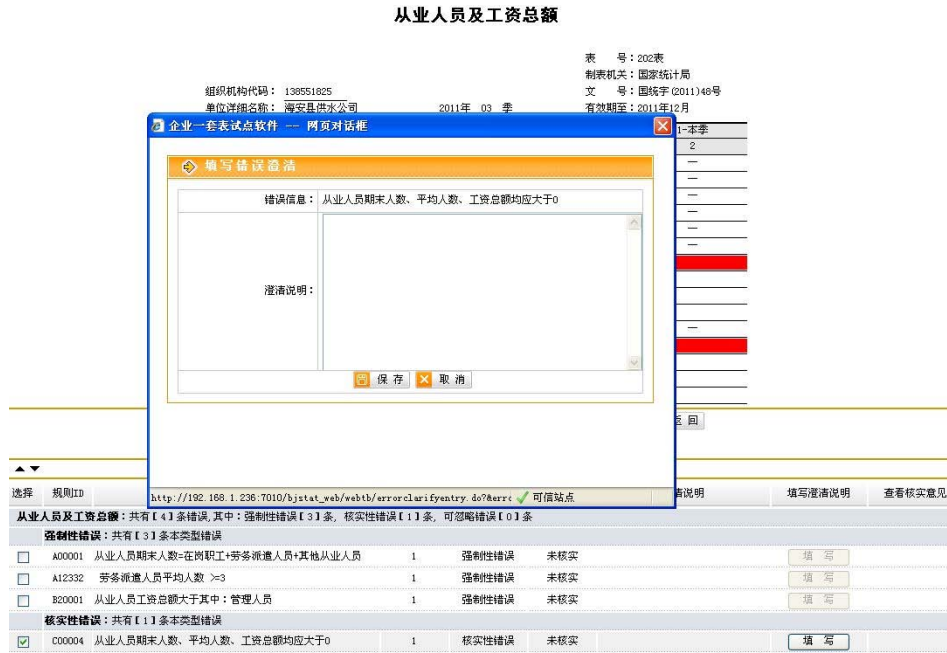 从业人员及工资总额
表 号：202表
制表机关：国家统计局
组织机构代码： 138551825 文 号：国统字(2011)48号
单位详细名称： 海安县供水公司 2011年 03 季 有效期至：2011年12月
企业一套表试点软件 -- 网页对话框
1-本季
2
填写错误澄清
错误信息： 从业人员期末人数、平均人数、工资总额均应大于0
澄清说明：
保存 取消
返回
http://192.168.1.236:7010/bjstat_web/webtb/errorclarifyentry.do?&erro 可信站点
选择 规则ID 说明 填写澄清说明 查看核实意见
从业人员及工资总额：共有【4】条错误,其中：强制性错误【3】条, 核实性错误【1】条, 可忽略错误【0】条
强制性错误：共有【3】条本类型错误
A00001 从业人员期末人数=在岗职工+劳务派遣人员+其他从业人员 1 强制性错误 未核实 填 写
A12332 劳务派遣人员平均人数 >=3 1 强制性错误 未核实 填 写
B20001 从业人员工资总额大于其中：管理人员 1 强制性错误 未核实 填 写
核实性错误：共有【1】条本类型错误
C00004 从业人员期末人数、平均人数、工资总额均应大于0 1 核实性错误 未核实 填 写